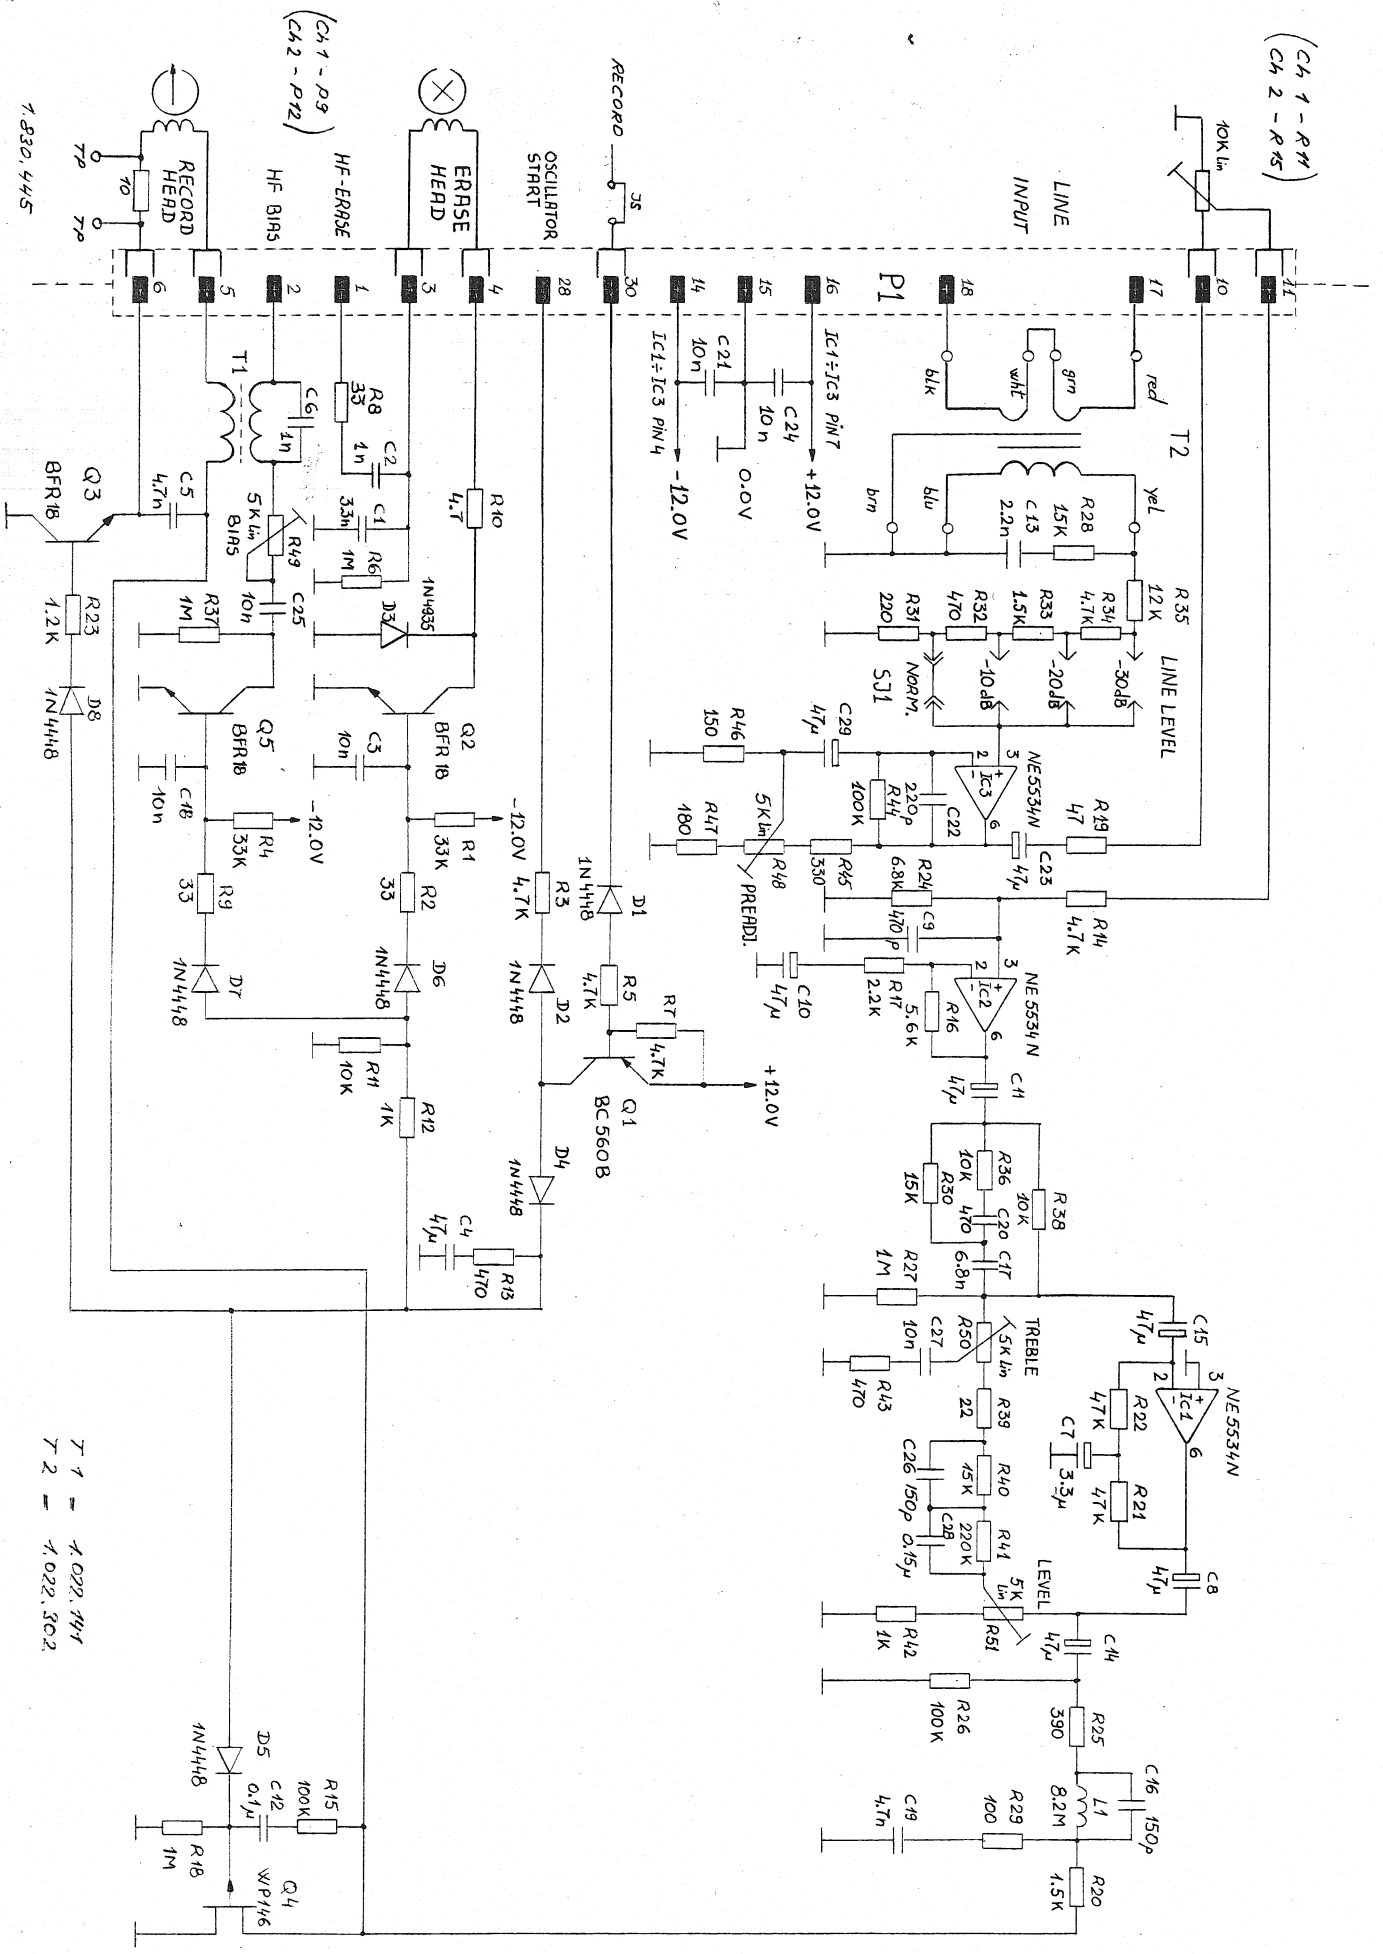 (Ch 1 - R11
Ch 2 - R15)
10K lin
LINE
INPUT
RECORD
JS
OSCILLATOR
START
ERASE
HEAD
HF-ERASE
(Ch 1 - P9
Ch 2 - P12)
HF BIAS
RECORD
HEAD
10
TP
TP
1.830.445
P1
11
10
17
18
16
15
14
30
28
4
3
1
2
5
6
red
grn
wht
blk
T2
yel
blu
brn
R28
15K
C13
2.2n
R35
12K
R34
4.7K
R33
1.5K
R32
470
R31
220
LINE LEVEL
-30dB
-20dB
-10dB
NORM.
SJ1
IC1÷IC3 PIN7
+12.0V
C24
10n
0.0V
C21
10n
IC1÷IC3 PIN4
-12.0V
3
2
6
+
-
IC3
NE5534N
C22
220p
R44
100K
C29
47µ
R46
150
R45
330
R48
5K lin
PREADJ.
R47
180
C23
47µ
R19
47
R14
4.7K
R24
6.8K
C9
470p
3
2
6
+
-
IC2
NE5534N
R16
5.6K
R17
2.2K
C10
47µ
C11
47µ
R38
10K
R36
10K
C20
470
R30
15K
C17
6.8n
R27
1M
TREBLE
R50
5K lin
C27
10n
R43
470
R39
22
R40
15K
C26
150p
R41
220K
C28
0.15µ
LEVEL
5K
lin
R51
R42
1K
C15
47µ
3
2
6
+
-
IC1
NE5534N
R22
47K
R21
47K
C7
3.3µ
C8
47µ
C14
47µ
R26
100K
R25
390
C16
150p
L1
8.2M
R29
100
C19
4.7n
R20
1.5K
D1
1N4448
R5
4.7K
R7
4.7K
+12.0V
Q1
BC560B
R3
4.7K
D2
1N4448
D4
1N4448
R13
470
C4
47µ
R10
4.7
D3
1N4935
Q2
BFR18
R8
33
C2
1n
C1
33n
R6
1M
C3
10n
R1
33K
-12.0V
R2
33
D6
1N4448
R11
10K
R12
1K
C6
1n
T1
R49
5K lin
BIAS
C25
10n
R37
1M
Q5
BFR18
C18
10n
R4
33K
-12.0V
R9
33
D7
1N4448
C5
4.7n
Q3
BFR18
R23
1.2K
D8
1N4448
D5
1N4448
C12
0.1µ
R15
100K
R18
1M
Q4
WP146
T1 = 1.022.141
T2 = 1.022.302